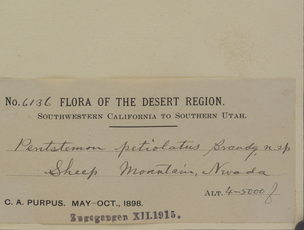 No. 6136 FLORA OF THE DESERT REGION.
SOUTHWESTERN CALIFORNIA TO SOUTHERN UTAH.
Pentstemon petiolatus Brandg. n. sp
Sheep Mountain, Nevada
ALT. 4-5000 f
C. A. PURPUS. MAY-OCT., 1898.
Eingegangen XII.1915.